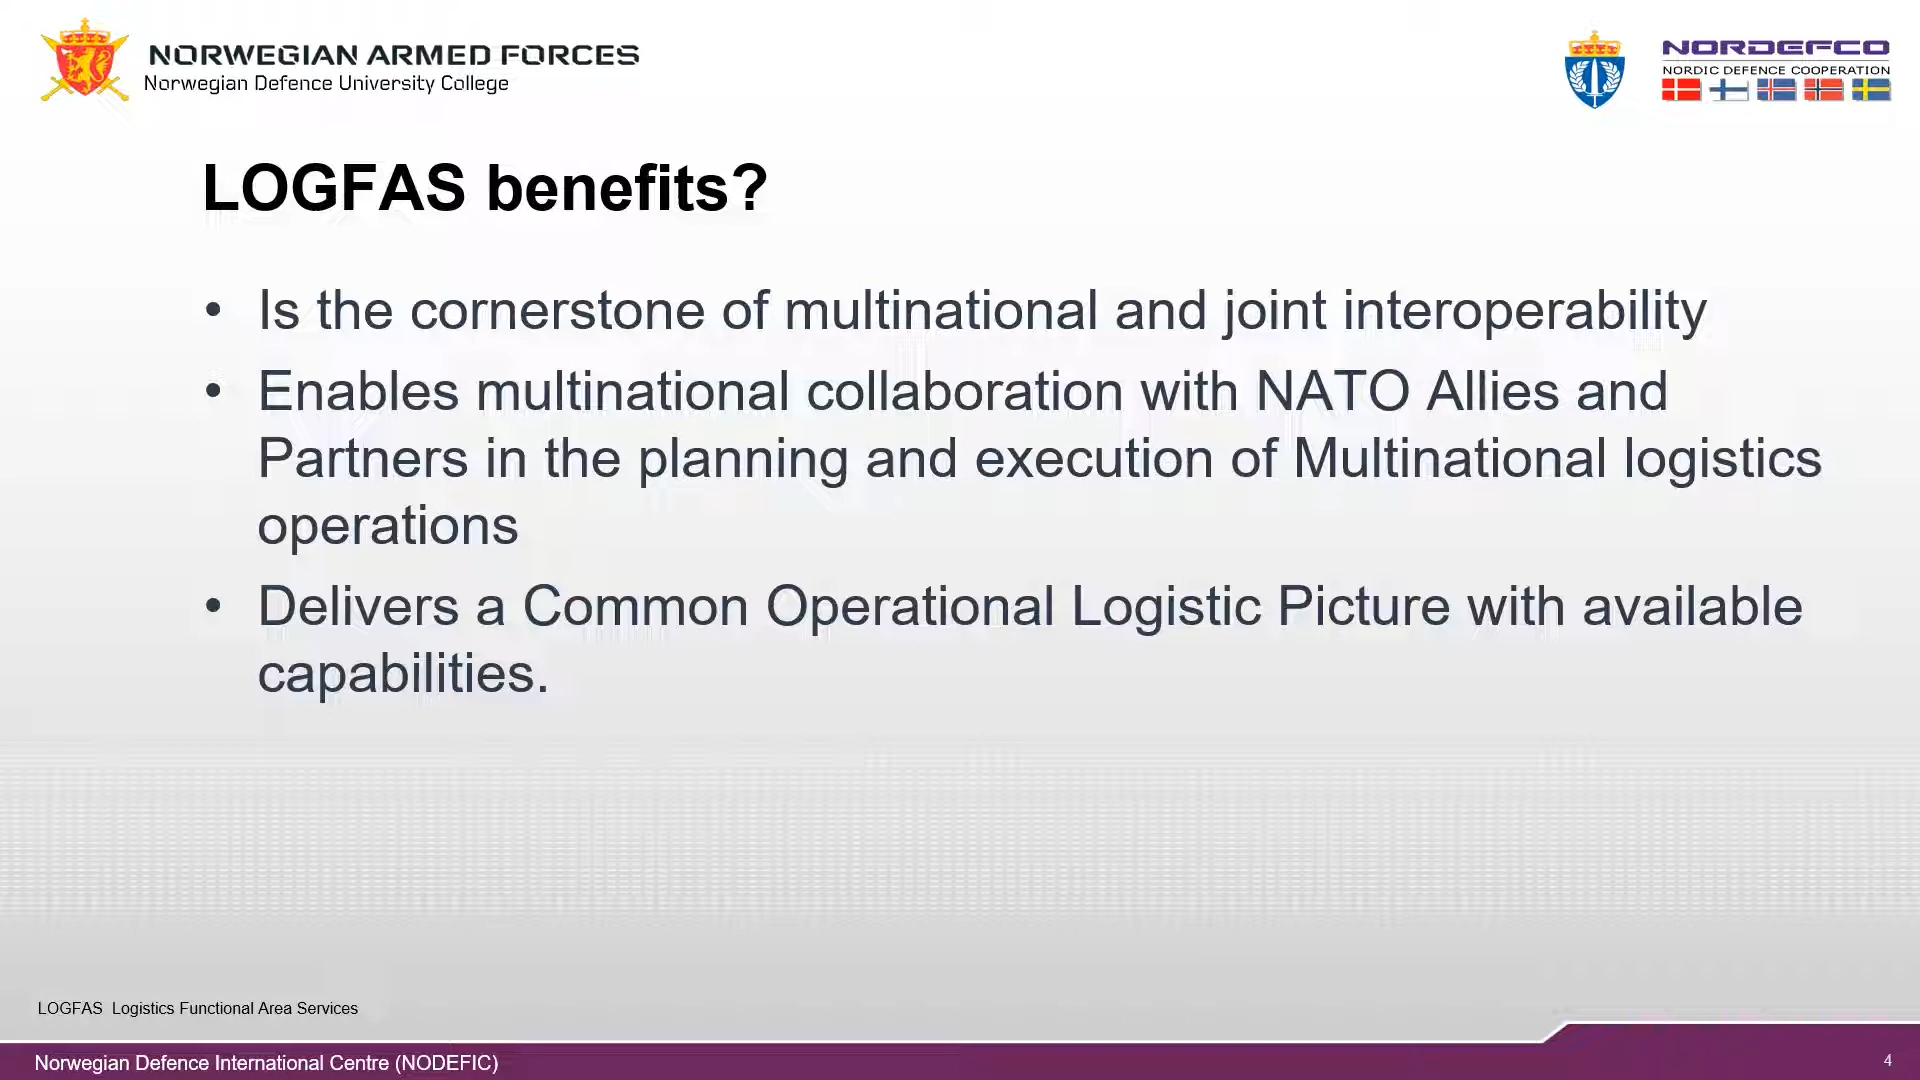 NORWEGIAN ARMED FORCES
Norwegian Defence University College
NORDEFCO
NORDIC DEFENCE COOPERATION
LOGFAS benefits?
• Is the cornerstone of multinational and joint interoperability
• Enables multinational collaboration with NATO Allies and
Partners in the planning and execution of Multinational logistics
operations
• Delivers a Common Operational Logistic Picture with available
capabilities.
LOGFAS Logistics Functional Area Services
Norwegian Defence International Centre (NODEFIC)
4